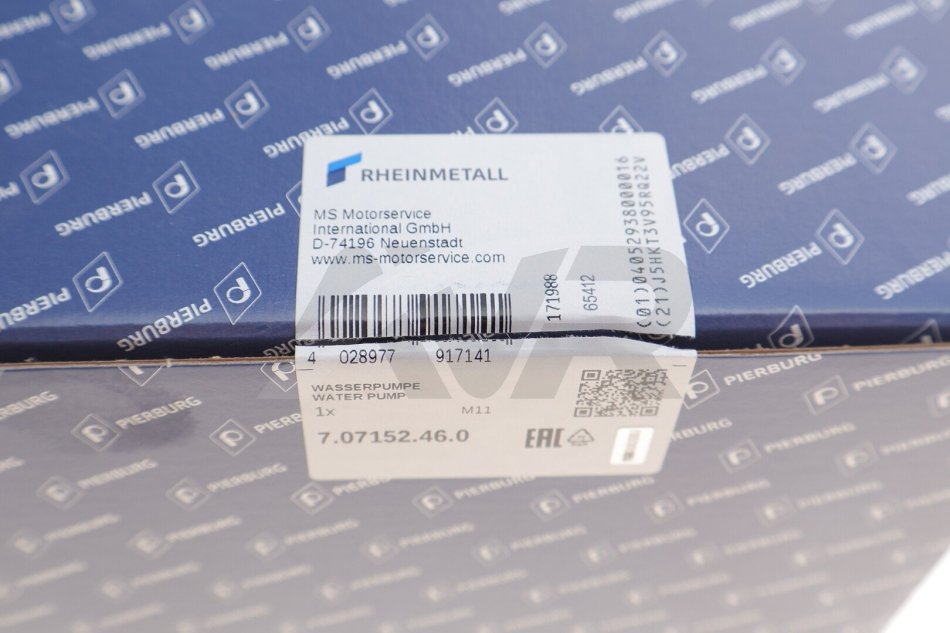 RHEINMETALL
MS Motorservice
International GmbH
D-74196 Neuenstadt
www.ms-motorservice.com
171988
65412
(01)04052938000016
(21)J5HKT3V95RQ22V
4 028977 917141
WASSERPUMPE
WATER PUMP
1x M11
7.07152.46.0
EAC
PIERBURG